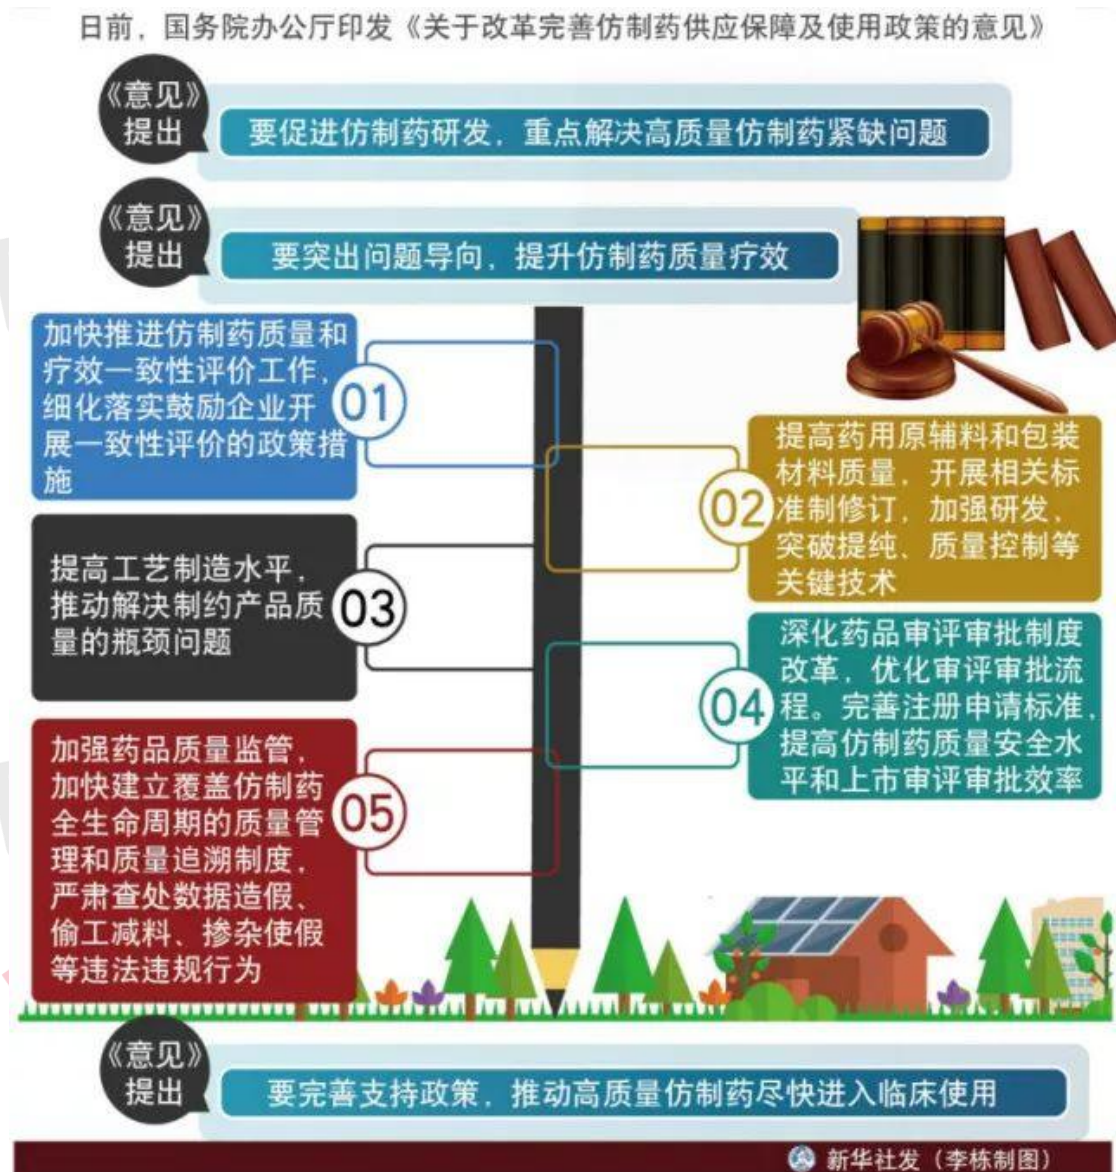 日前，国务院办公厅印发《关于改革完善仿制药供应保障及使用政策的意见》
《意见》
提出
要促进仿制药研发，重点解决高质量仿制药紧缺问题
《意见》
提出
要突出问题导向，提升仿制药质量疗效
加快推进仿制药质量和
疗效一致性评价工作，
细化落实鼓励企业开
展一致性评价的政策措
施
01
提高药用原辅料和包装
材料质量，开展相关标
准制修订，加强研发，
突破提纯、质量控制等
关键技术
02
提高工艺制造水平，
推动解决制约产品质
量的瓶颈问题
03
深化药品审评审批制度
改革，优化审评审批流
程。完善注册申请标准，
提高仿制药质量安全水
平和上市审评审批效率
04
加强药品质量监管，
加快建立覆盖仿制药
全生命周期的质量管
理和质量追溯制度，
严肃查处数据造假、
偷工减料、掺杂使假
等违法违规行为
05
《意见》
提出
要完善支持政策，推动高质量仿制药尽快进入临床使用
新华社发（李栋制图）